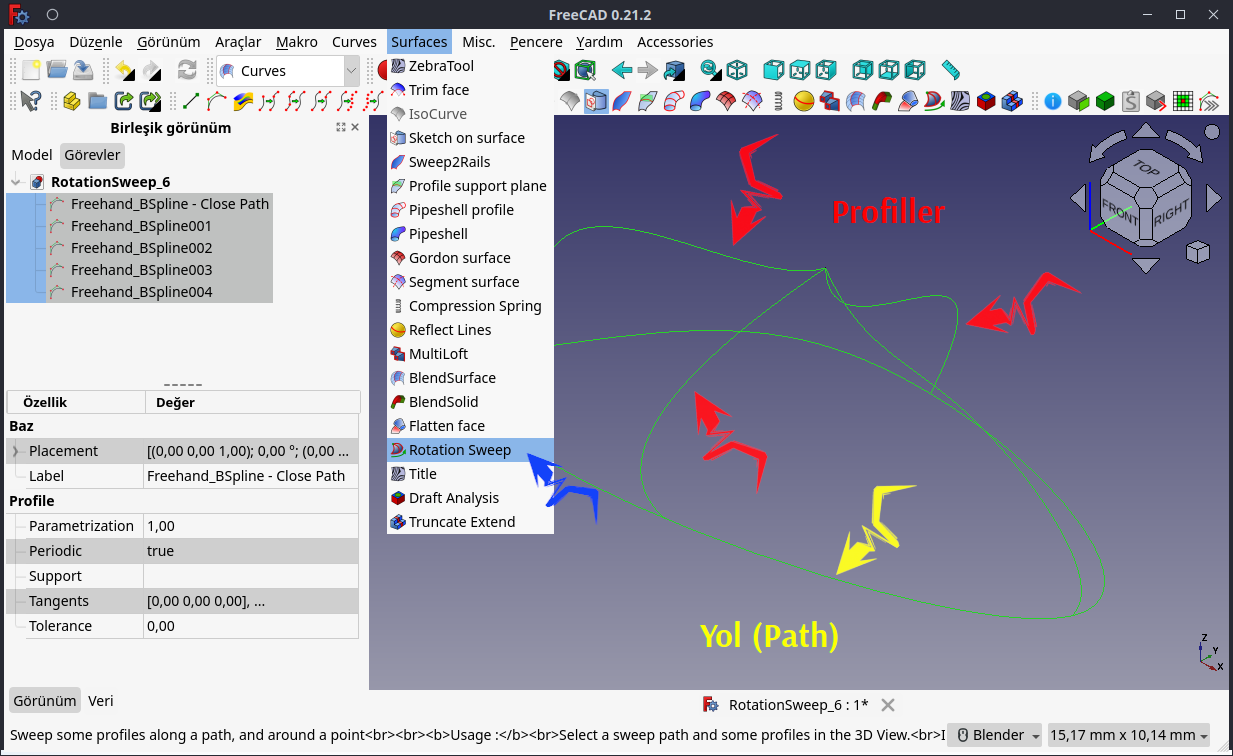 FreeCAD 0.21.2
Dosya Düzenle Görünüm Araçlar Makro Curves Surfaces Misc. Pencere Yardım Accessories
Curves
ZebraTool
Trim face
IsoCurve
Sketch on surface
Sweep2Rails
Profile support plane
Pipeshell profile
Pipeshell
Gordon surface
Segment surface
Compression Spring
Reflect Lines
MultiLoft
BlendSurface
BlendSolid
Flatten face
Rotation Sweep
Title
Draft Analysis
Truncate Extend
Birleşik görünüm
Model Görevler
RotationSweep_6
Freehand_BSpline - Close Path
Freehand_BSpline001
Freehand_BSpline002
Freehand_BSpline003
Freehand_BSpline004
Özellik Değer
Baz
Placement [(0,00 0,00 1,00); 0,00 °; (0,00 ...
Label Freehand_BSpline - Close Path
Profile
Parametrization 1,00
Periodic true
Support
Tangents [0,00 0,00 0,00], ...
Tolerance 0,00
Görünüm Veri
Profiller
Yol (Path)
TOP
FRONT
RIGHT
Z
Y
X
RotationSweep_6 : 1*
Sweep some profiles along a path, and around a point<br><br><b>Usage :</b><br>Select a sweep path and some profiles in the 3D View.<br>I
Blender
15,17 mm x 10,14 mm